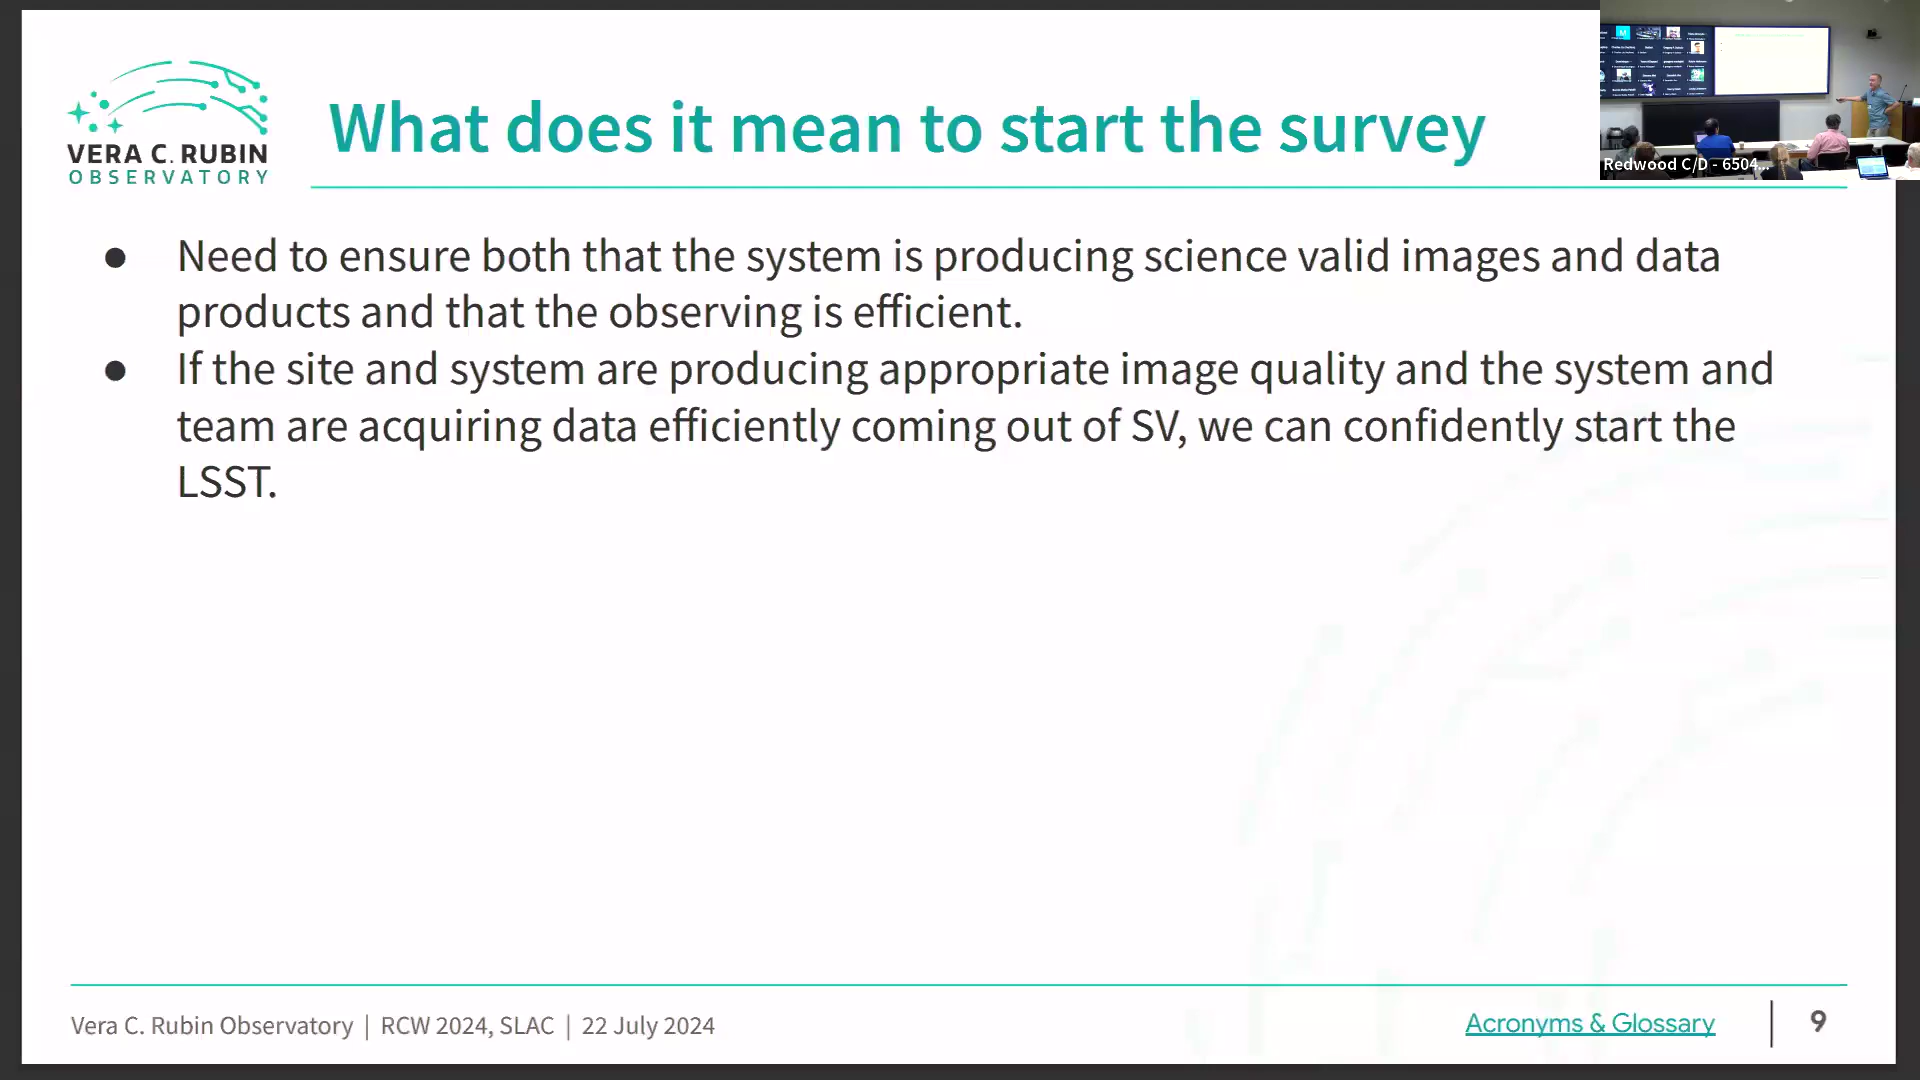 VERA C. RUBIN
OBSERVATORY
What does it mean to start the survey
Redwood C/D - 6504...
● Need to ensure both that the system is producing science valid images and data
products and that the observing is efficient.
● If the site and system are producing appropriate image quality and the system and
team are acquiring data efficiently coming out of SV, we can confidently start the
LSST.
Vera C. Rubin Observatory | RCW 2024, SLAC | 22 July 2024
Acronyms & Glossary
9